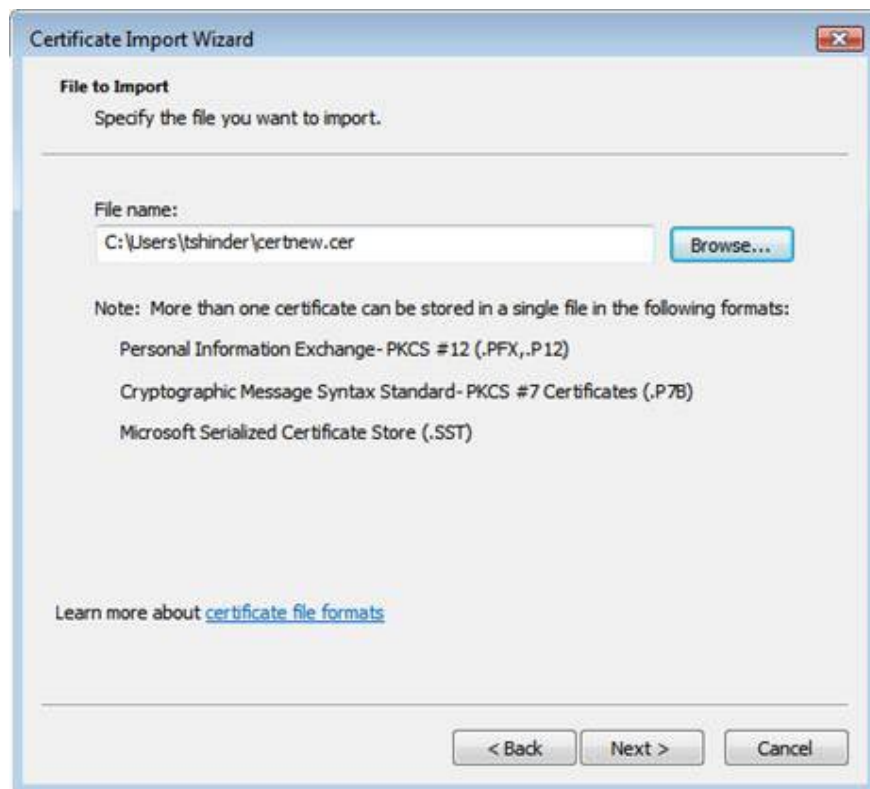 Certificate Import Wizard
File to Import
Specify the file you want to import.
File name:
C:\Users\tshinder\certnew.cer
Browse...
Note: More than one certificate can be stored in a single file in the following formats:
Personal Information Exchange- PKCS #12 (.PFX,.P12)
Cryptographic Message Syntax Standard- PKCS #7 Certificates (.P7B)
Microsoft Serialized Certificate Store (.SST)
Learn more about certificate file formats
< Back Next > Cancel